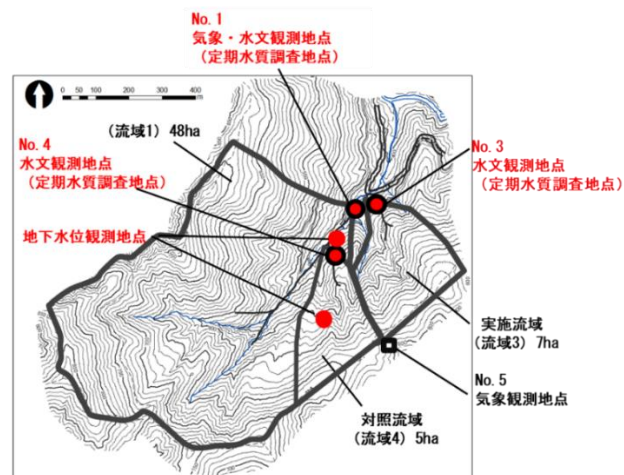 No.1
気象・水文観測地点
（定期水質調査地点）
0 50 100 200 300 400
m
(流域1) 48ha
No.4
水文観測地点
（定期水質調査地点）
No.3
水文観測地点
（定期水質調査地点）
地下水位観測地点
実施流域
(流域3) 7ha
No.5
気象観測地点
対照流域
(流域4) 5ha